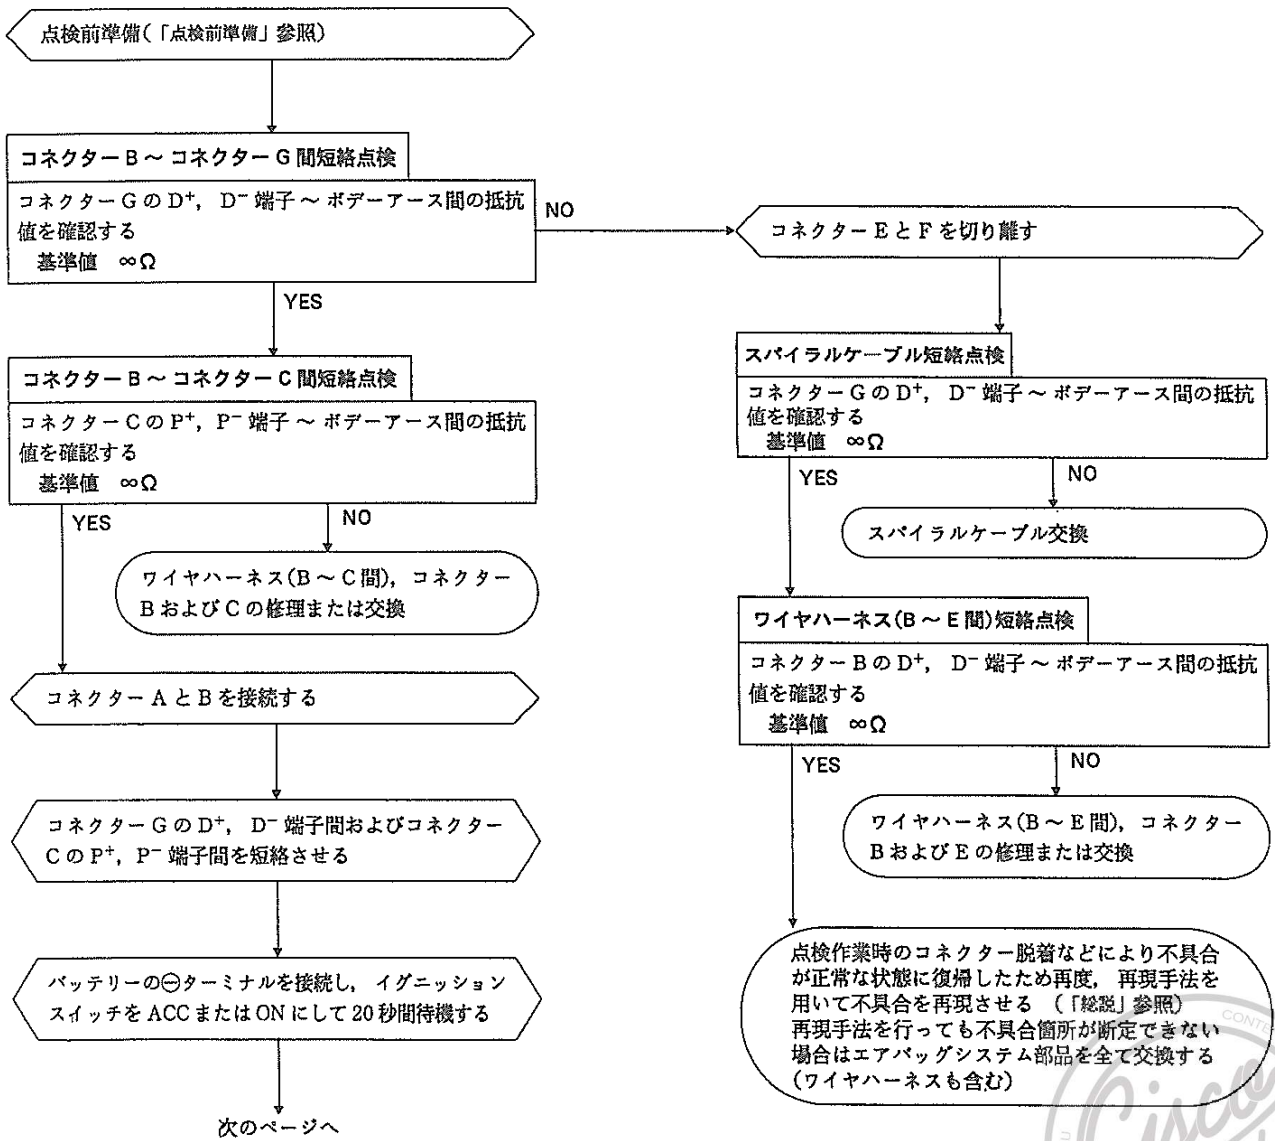 点検前準備(「点検前準備」参照)
コネクターB～コネクターG間短絡点検
コネクターGのD⁺, D⁻端子～ボデーアース間の抵抗
値を確認する
基準値 ∞Ω
NO
YES
コネクターB～コネクターC間短絡点検
コネクターCのP⁺, P⁻端子～ボデーアース間の抵抗
値を確認する
基準値 ∞Ω
YES
NO
ワイヤハーネス(B～C間), コネクター
BおよびCの修理または交換
コネクターAとBを接続する
コネクターGのD⁺, D⁻端子間およびコネクター
CのP⁺, P⁻端子間を短絡させる
バッテリーの⊖ターミナルを接続し, イグニッション
スイッチをACCまたはONにして20秒間待機する
次のページへ
コネクターEとFを切り離す
スパイラルケーブル短絡点検
コネクターGのD⁺, D⁻端子～ボデーアース間の抵抗
値を確認する
基準値 ∞Ω
YES
NO
スパイラルケーブル交換
ワイヤハーネス(B～E間)短絡点検
コネクターBのD⁺, D⁻端子～ボデーアース間の抵抗
値を確認する
基準値 ∞Ω
YES
NO
ワイヤハーネス(B～E間), コネクター
BおよびEの修理または交換
点検作業時のコネクター脱着などにより不具合
が正常な状態に復帰したため再度, 再現手法を
用いて不具合を再現させる (「総説」参照)
再現手法を行っても不具合箇所が断定できない
場合はエアバッグシステム部品を全て交換する
(ワイヤハーネスも含む)